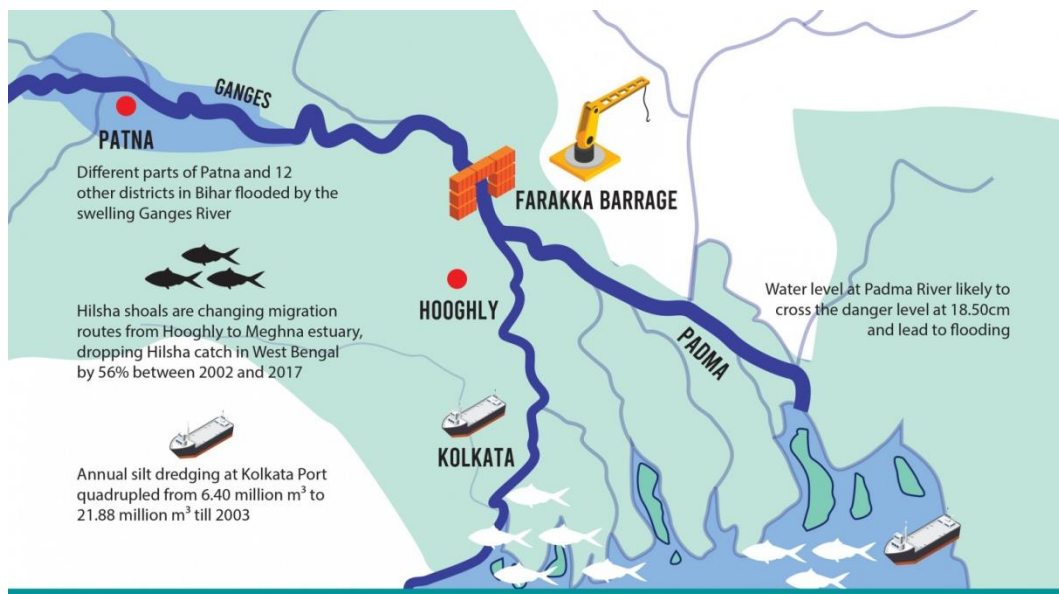 GANGES
PATNA
Different parts of Patna and 12
other districts in Bihar flooded by the
swelling Ganges River
FARAKKA BARRAGE
Hilsha shoals are changing migration
routes from Hooghly to Meghna estuary,
dropping Hilsha catch in West Bengal
by 56% between 2002 and 2017
HOOGHLY
Water level at Padma River likely to
cross the danger level at 18.50cm
and lead to flooding
PADMA
KOLKATA
Annual silt dredging at Kolkata Port
quadrupled from 6.40 million m³ to
21.88 million m³ till 2003